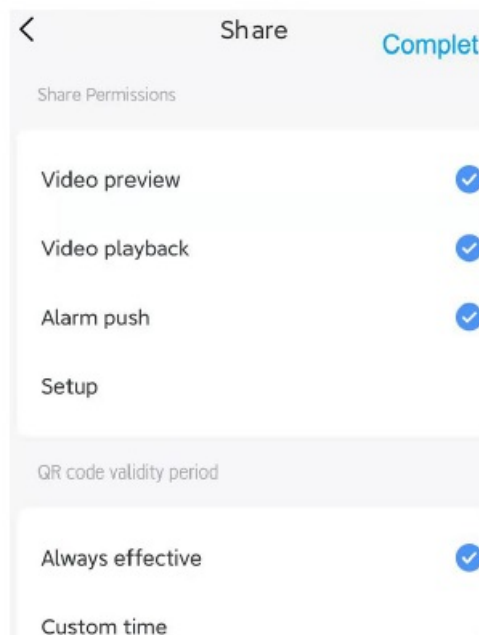 Share
Complet
Share Permissions
Video preview
Video playback
Alarm push
Setup
QR code validity period
Always effective
Custom time